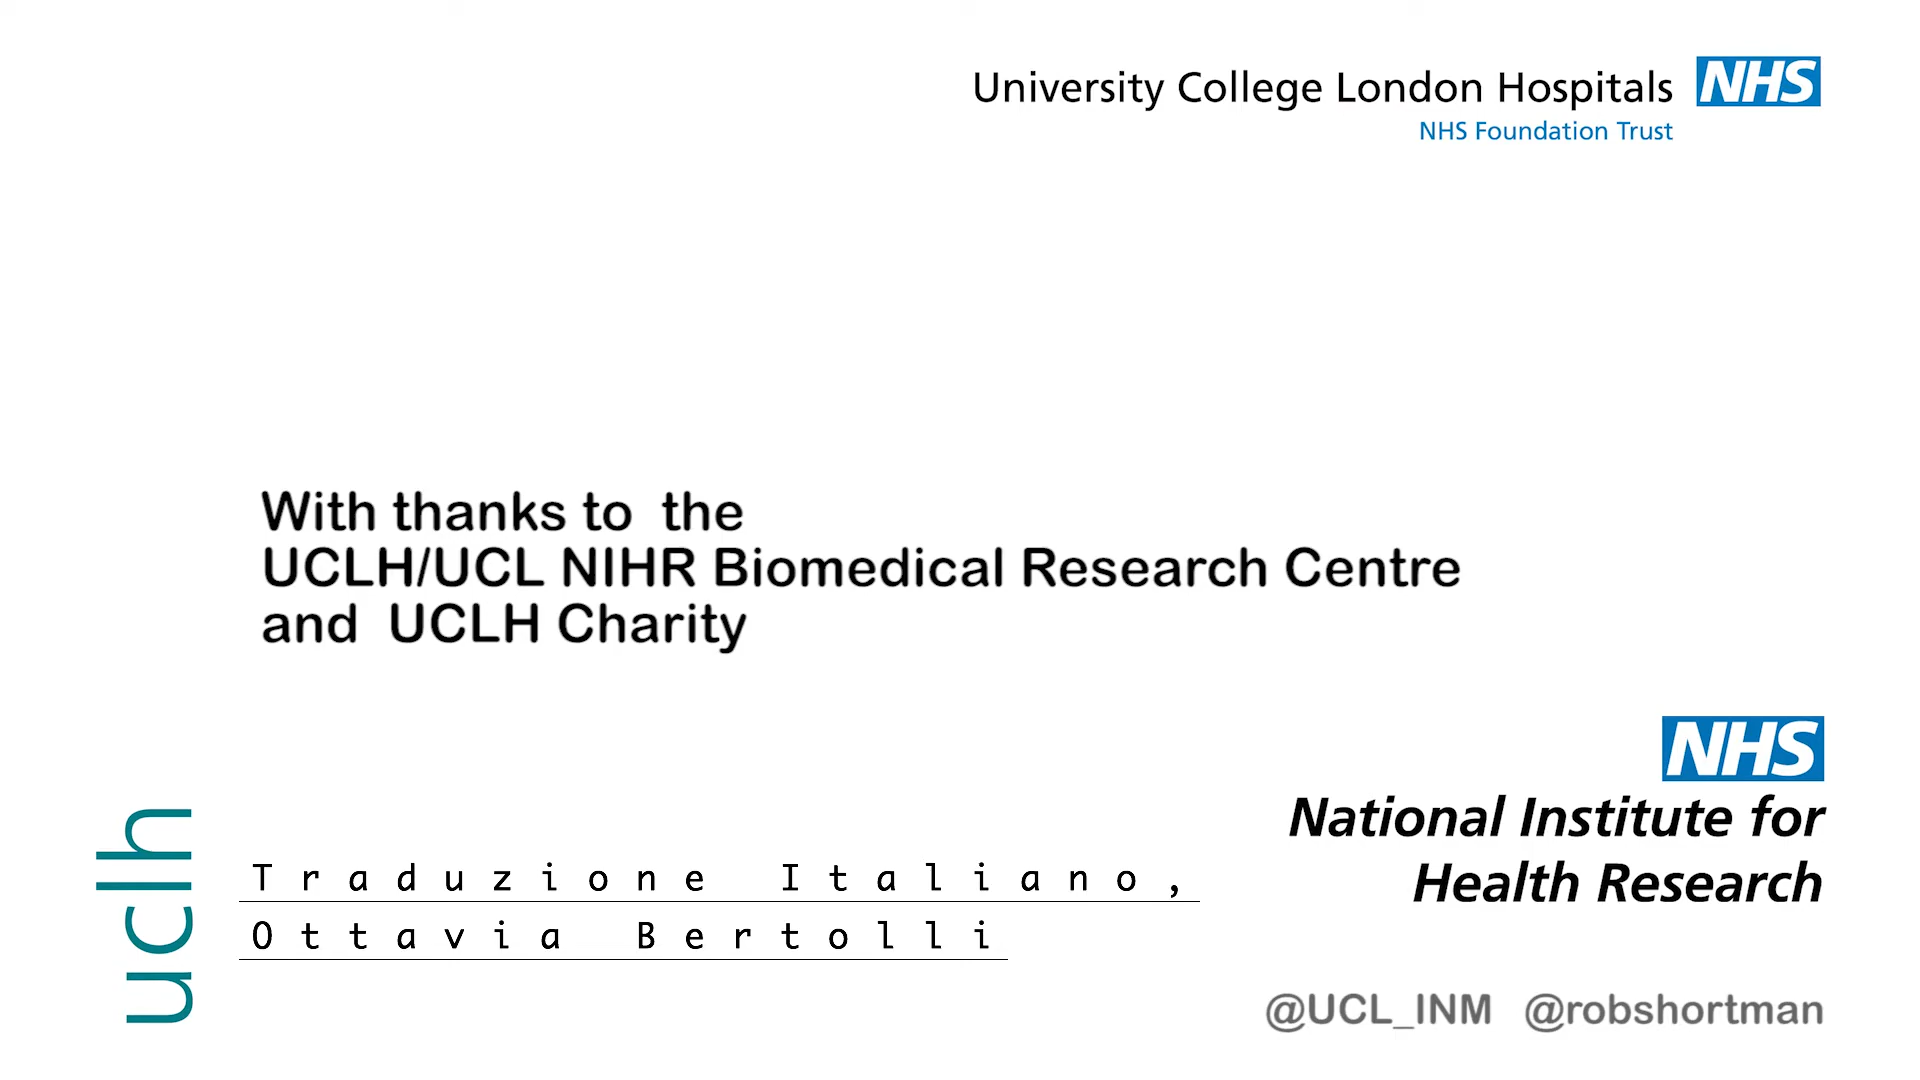 University College London Hospitals NHS
NHS Foundation Trust
With thanks to the
UCLH/UCL NIHR Biomedical Research Centre
and UCLH Charity
NHS
National Institute for
Health Research
uclh
Traduzione Italiano,
Ottavia Bertolli
@UCL_INM @robshortman